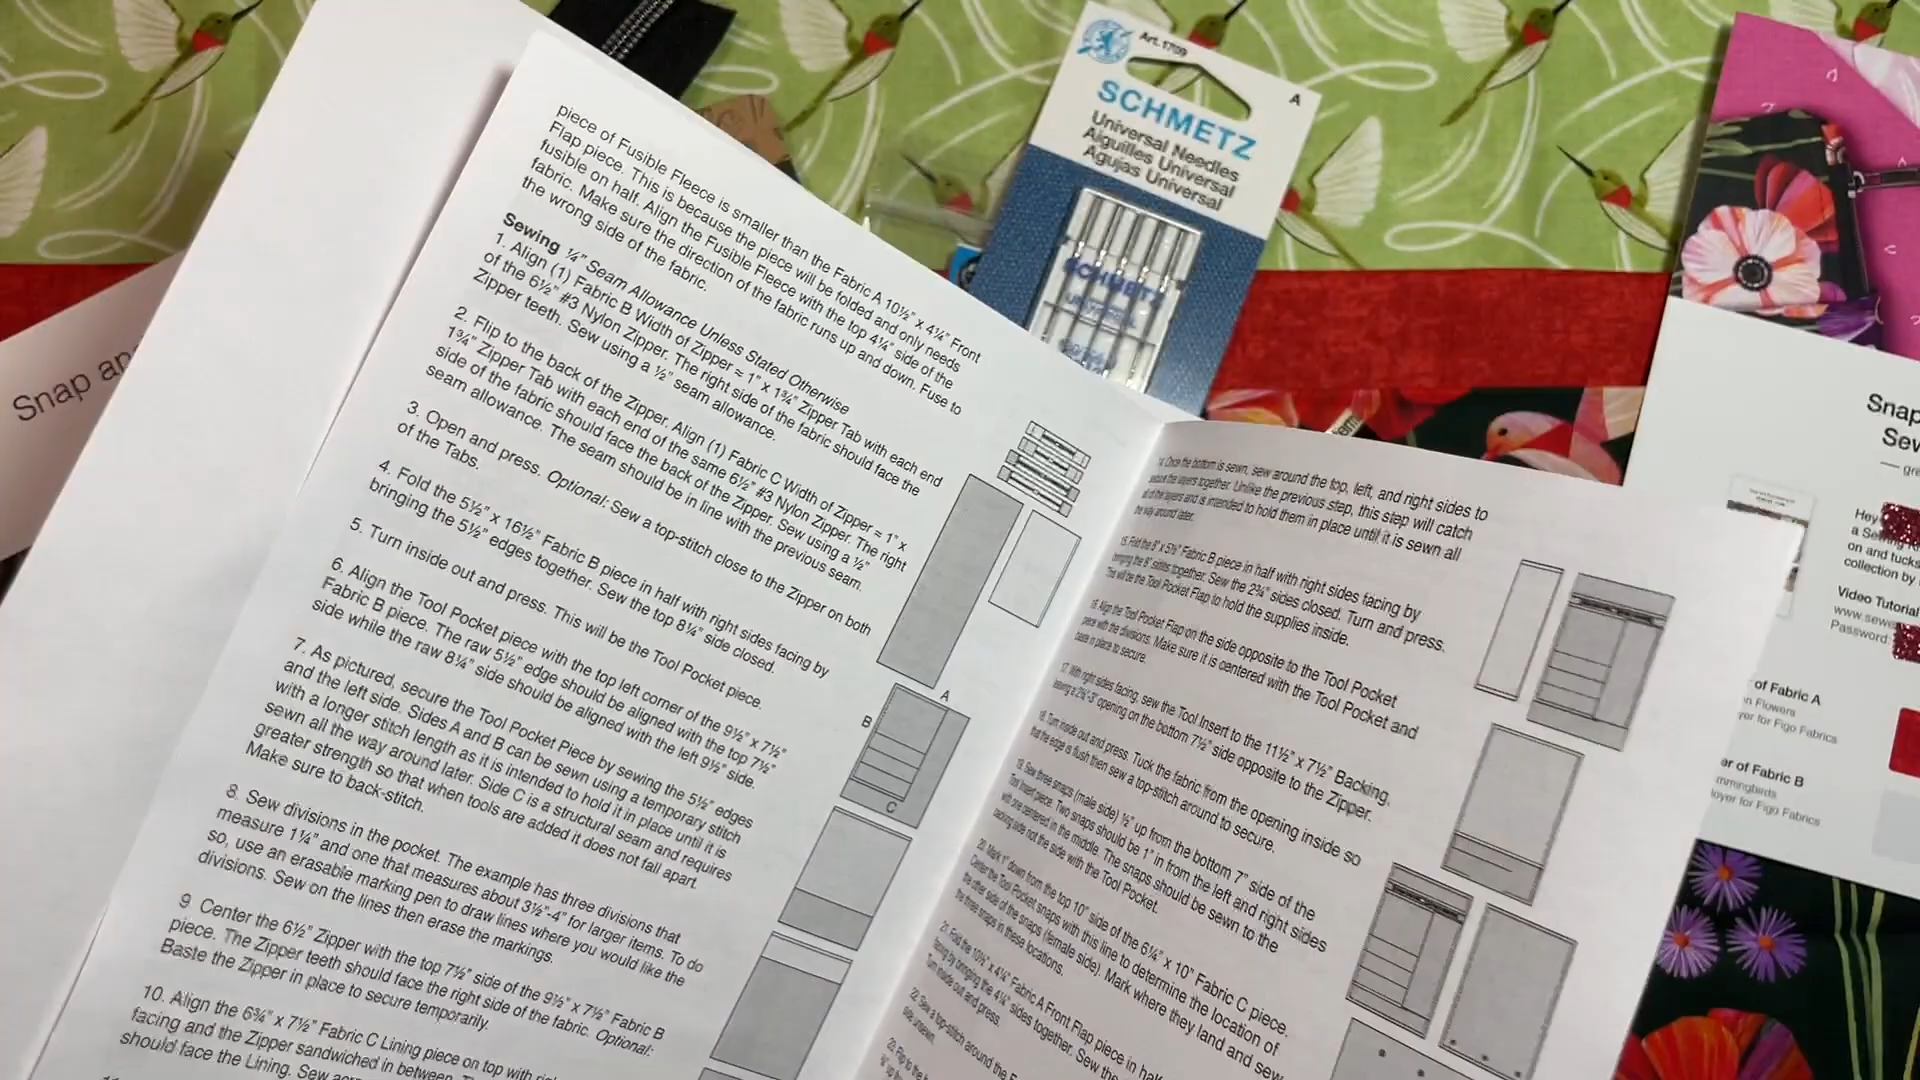 piece of Fusible Fleece is smaller than the Fabric A 10½" x 4¼" Front
Flap piece. This is because the piece will be folded and only needs
fusible on half. Align the Fusible Fleece with the top 4¼" side of the
fabric. Make sure the direction of the fabric runs up and down. Fuse to
the wrong side of the fabric.
Sewing ¼" Seam Allowance Unless Stated Otherwise
1. Align (1) Fabric B Width of Zipper = 1" x 1¾" Zipper Tab with each end
of the 6½" #3 Nylon Zipper. The right side of the fabric should face the
Zipper teeth. Sew using a ½" seam allowance.
2. Flip to the back of the Zipper. Align (1) Fabric C Width of Zipper = 1" x
1¾" Zipper Tab with each end of the same 6½" #3 Nylon Zipper. The right
side of the fabric should face the back of the Zipper. Sew using a ½"
seam allowance. The seam should be in line with the previous seam.
3. Open and press. Optional: Sew a top-stitch close to the Zipper on both
of the Tabs.
4. Fold the 5½" x 16½" Fabric B piece in half with right sides facing by
bringing the 5½" edges together. Sew the top 8¼" side closed.
5. Turn inside out and press. This will be the Tool Pocket piece.
6. Align the Tool Pocket piece with the top left corner of the 9½" x 7½"
Fabric B piece. The raw 5½" edge should be aligned with the top 7½"
side while the raw 8¼" side should be aligned with the left 9½" side.
7. As pictured, secure the Tool Pocket Piece by sewing the 5½" edges
and the left side. Sides A and B can be sewn using a temporary stitch
with a longer stitch length as it is intended to hold it in place until it is
sewn all the way around later. Side C is a structural seam and requires
greater strength so that when tools are added it does not fall apart.
Make sure to back-stitch.
8. Sew divisions in the pocket. The example has three divisions that
measure 1¼" and one that measures about 3½"-4" for larger items. To do
so, use an erasable marking pen to draw lines where you would like the
divisions. Sew on the lines then erase the markings.
9 Center the 6½" Zipper with the top 7½" side of the 9½" x 7½" Fabric B
piece. The Zipper teeth should face the right side of the fabric. Optional:
Baste the Zipper in place to secure temporarily.
10. Align the 6¾" x 7½" Fabric C Lining piece on top with
facing and the Zipper sandwiched in between.
should face the Lining. Sew
A
B
C
14. Once the bottom is sewn, sew around the top, left, and right sides to
the layers together. Unlike the previous step, this step will catch
all of the layers and is intended to hold them in place until it is sewn all
the way around later.
15. Fold the 8" x 5½" Fabric B piece in half with right sides facing by
bringing the 8" sides together. Sew the 2¾" sides closed. Turn and press.
This will be the Tool Pocket Flap to hold the supplies inside.
16. Align the Tool Pocket Flap on the side opposite to the Tool Pocket
piece with the divisions. Make sure it is centered with the Tool Pocket and
baste in place to secure.
17. With right sides facing, sew the Tool Insert to the 11½" x 7½" Backing,
leaving a 2½"-3" opening on the bottom 7½" side opposite to the Zipper.
18. Turn inside out and press. Tuck the fabric from the opening inside so
that the edge is flush then sew a top-stitch around to secure.
19. Sew three snaps (male side) ½" up from the bottom 7" side of the
Tool Insert piece. Two snaps should be 1" in from the left and right sides
with one centered in the middle. The snaps should be sewn to the
backing side not the side with the Tool Pocket.
20. Mark 1" down from the top 10" side of the 6¼" x 10" Fabric C piece.
Center the Tool Pocket snaps with this line to determine the location of
the other side of the snaps (female side). Mark where they land and sew
the three snaps in these locations.
21. Fold the 10½" x 4¼" Fabric A Front Flap piece in half
facing by bringing the 4¼" sides together. Sew the
Turn inside out and press.
22. Sew a top-stitch around the
side unsewn.
23. Flip to the
Art. 1709
A
SCHMETZ
Universal Needles
Aiguilles Universal
Agujas Universal
SCHMETZ
UNIVERSAL
Snap
Snap
Sew
Hey
a Sewing
on and tucks
collection by
Video Tutorial
www.sewe
Password:
of Fabric A
Flowers
for Figo Fabrics
of Fabric B
mmingbirds
for Figo Fabrics